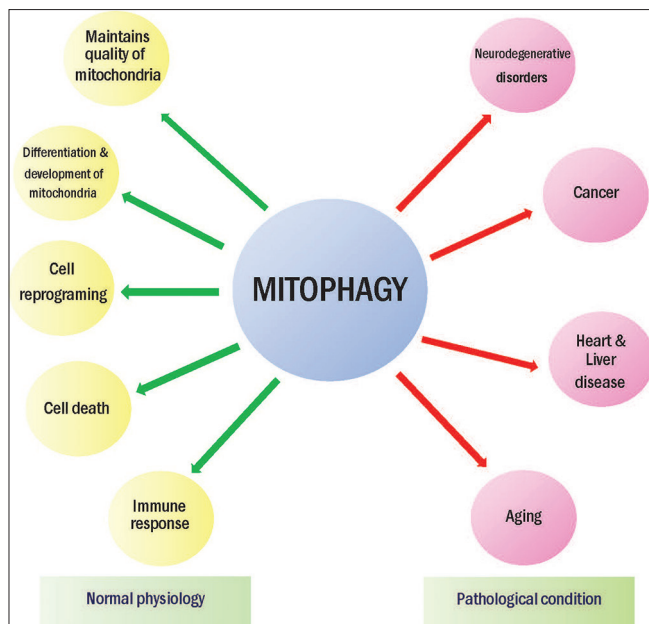 Maintains
quality of
mitochondria
Differentiation &
development of
mitochondria
Cell
reprograming
Cell death
Immune
response
MITOPHAGY
Neurodegenerative
disorders
Cancer
Heart &
Liver
disease
Aging
Normal physiology
Pathological condition